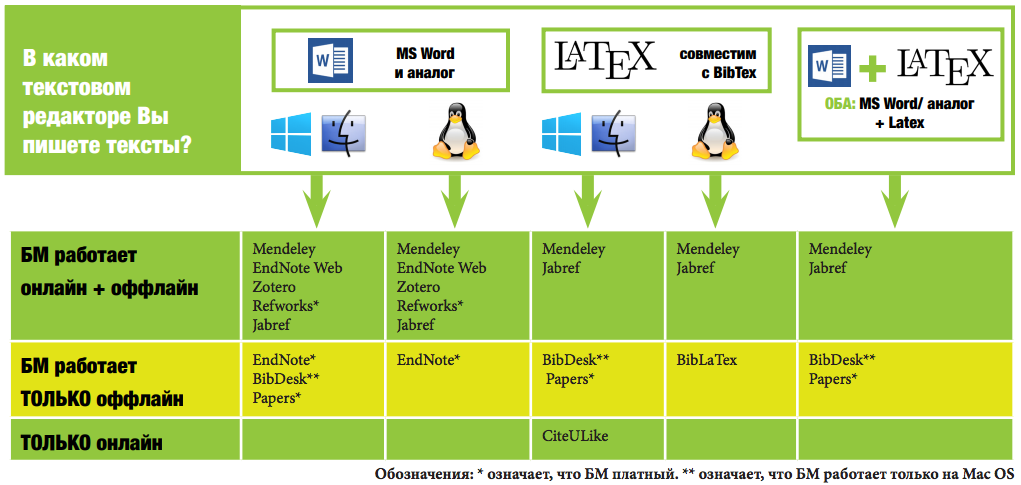 В каком
текстовом
редакторе Вы
пишете тексты?
W
MS Word
и аналог
LATEX
совместим
с BibTex
W + LATEX
ОБА: MS Word/ аналог
+ Latex
БМ работает
онлайн + оффлайн
Mendeley
EndNote Web
Zotero
Refworks*
Jabref
Mendeley
EndNote Web
Zotero
Refworks*
Jabref
Mendeley
Jabref
Mendeley
Jabref
Mendeley
Jabref
БМ работает
ТОЛЬКО оффлайн
EndNote*
BibDesk**
Papers*
EndNote*
BibDesk**
Papers*
BibLaTex
BibDesk**
Papers*
ТОЛЬКО онлайн
CiteULike
Обозначения: * означает, что БМ платный. ** означает, что БМ работает только на Mac OS